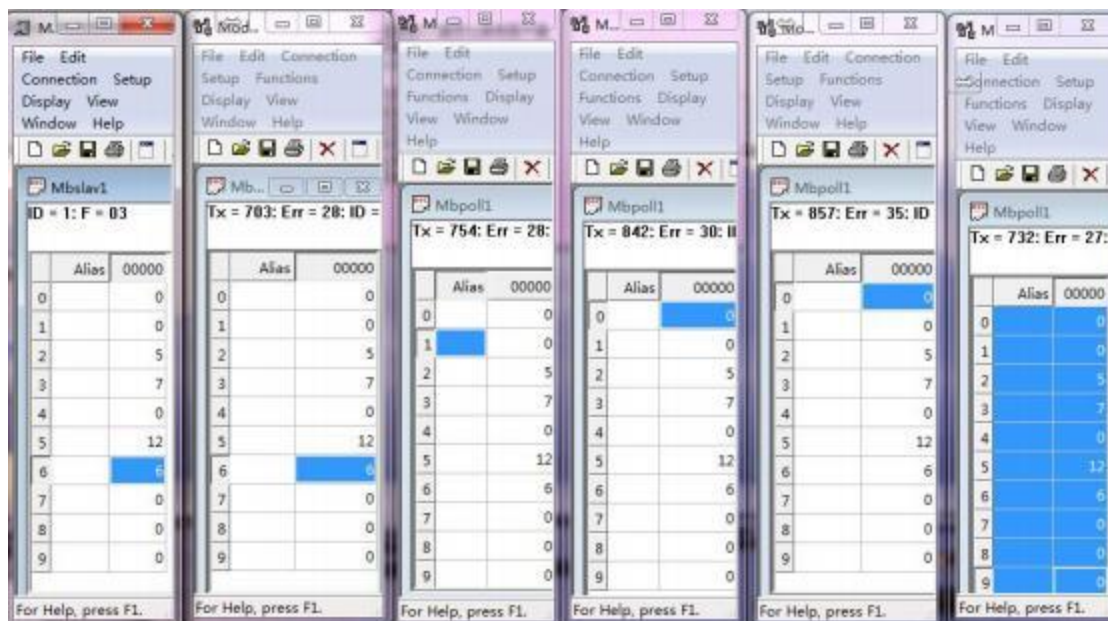 M.
File Edit
Connection Setup
Display View
Window Help
Mbslav1
ID = 1: F = 03
Alias 00000
0 0
1 0
2 5
3 7
4 0
5 12
6 6
7 0
8 0
9 0
For Help, press F1.
Mod...
File Edit Connection
Setup Functions
Display View
Window Help
Mb...
Tx = 703: Err = 28: ID =
Alias 00000
0 0
1 0
2 5
3 7
4 0
5 12
6 6
7 0
8 0
9 0
For Help, press F1.
M
File Edit
Connection Setup
Functions Display
View Window
Help
Mbpoll1
Tx = 754: Err = 28:
Alias 00000
0 0
1 0
2 5
3 7
4 0
5 12
6 6
7 0
8 0
9 0
For Help, press F1.
M...
File Edit
Connection Setup
Functions Display
View Window
Help
Mbpoll1
Tx = 842: Err = 30:
Alias 00000
0 0
1 0
2 5
3 7
4 0
5 12
6 6
7 0
8 0
9 0
For Help, press F1.
Mo...
File Edit Connection
Setup Functions
Display View
Window Help
Mbpoll1
Tx = 857: Err = 35: ID
Alias 00000
0 0
1 0
2 5
3 7
4 0
5 12
6 6
7 0
8 0
9 0
For Help, press F1.
M
File Edit
Connection Setup
Functions Display
View Window
Help
Mbpoll1
Tx = 732: Err = 27:
Alias 00000
0 0
1 0
2 5
3 7
4 0
5 12
6 6
7 0
8 0
9 0
For Help, press F1.